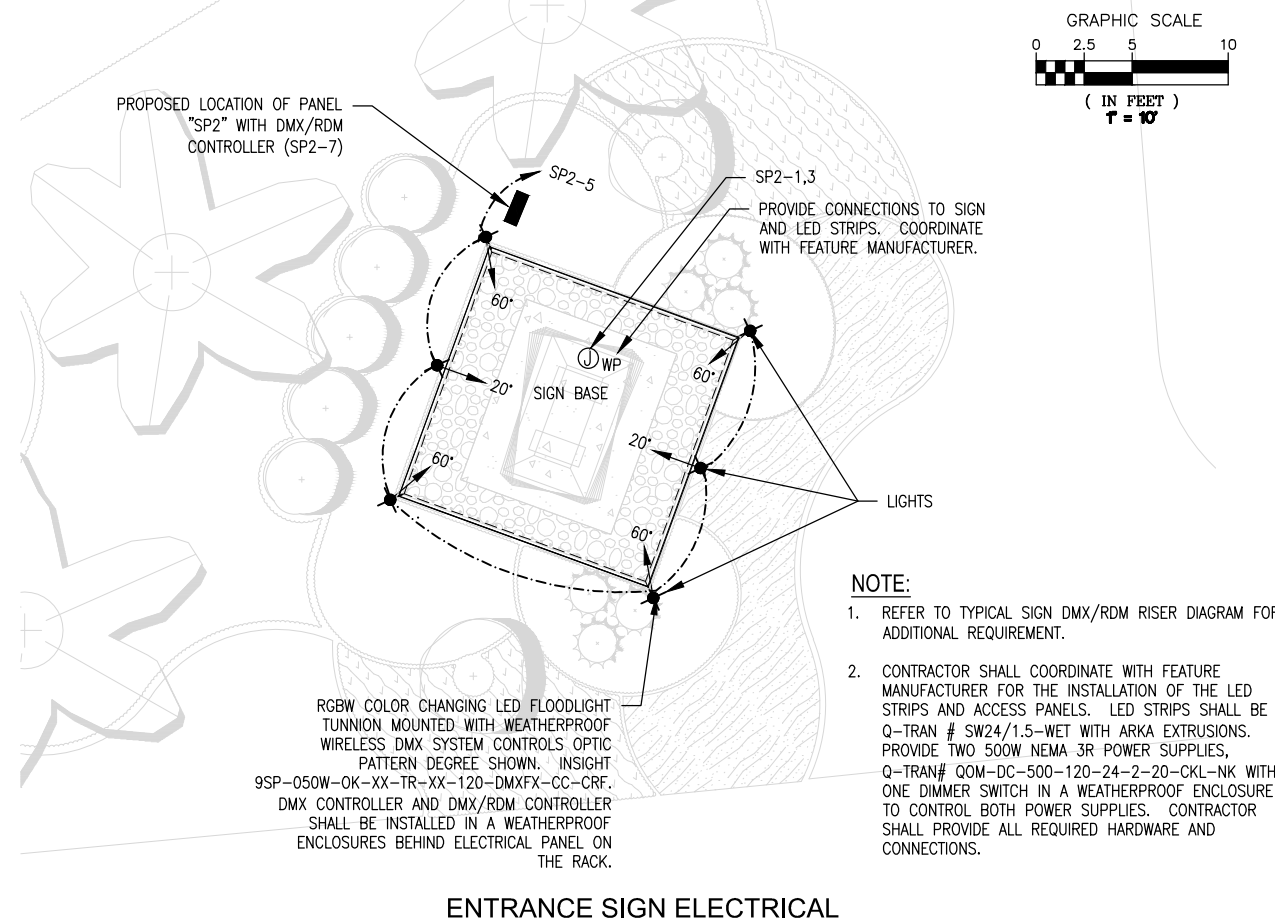 GRAPHIC SCALE
0 2.5 5 10
( IN FEET )
1" = 10'
PROPOSED LOCATION OF PANEL
"SP2" WITH DMX/RDM
CONTROLLER (SP2-7)
SP2-5
SP2-1,3
PROVIDE CONNECTIONS TO SIGN
AND LED STRIPS. COORDINATE
WITH FEATURE MANUFACTURER.
60°
J WP
60°
20°
SIGN BASE
20°
60°
LIGHTS
60°
NOTE:
1. REFER TO TYPICAL SIGN DMX/RDM RISER DIAGRAM FOR
ADDITIONAL REQUIREMENT.
2. CONTRACTOR SHALL COORDINATE WITH FEATURE
MANUFACTURER FOR THE INSTALLATION OF THE LED
STRIPS AND ACCESS PANELS. LED STRIPS SHALL BE
Q-TRAN # SW24/1.5-WET WITH ARKA EXTRUSIONS.
PROVIDE TWO 500W NEMA 3R POWER SUPPLIES,
Q-TRAN# QOM-DC-500-120-24-2-20-CKL-NK WITH
ONE DIMMER SWITCH IN A WEATHERPROOF ENCLOSURE
TO CONTROL BOTH POWER SUPPLIES. CONTRACTOR
SHALL PROVIDE ALL REQUIRED HARDWARE AND
CONNECTIONS.
RGBW COLOR CHANGING LED FLOODLIGHT
TUNNION MOUNTED WITH WEATHERPROOF
WIRELESS DMX SYSTEM CONTROLS OPTIC
PATTERN DEGREE SHOWN. INSIGHT
9SP-050W-OK-XX-TR-XX-120-DMXFX-CC-CRF.
DMX CONTROLLER AND DMX/RDM CONTROLLER
SHALL BE INSTALLED IN A WEATHERPROOF
ENCLOSURES BEHIND ELECTRICAL PANEL ON
THE RACK.
ENTRANCE SIGN ELECTRICAL